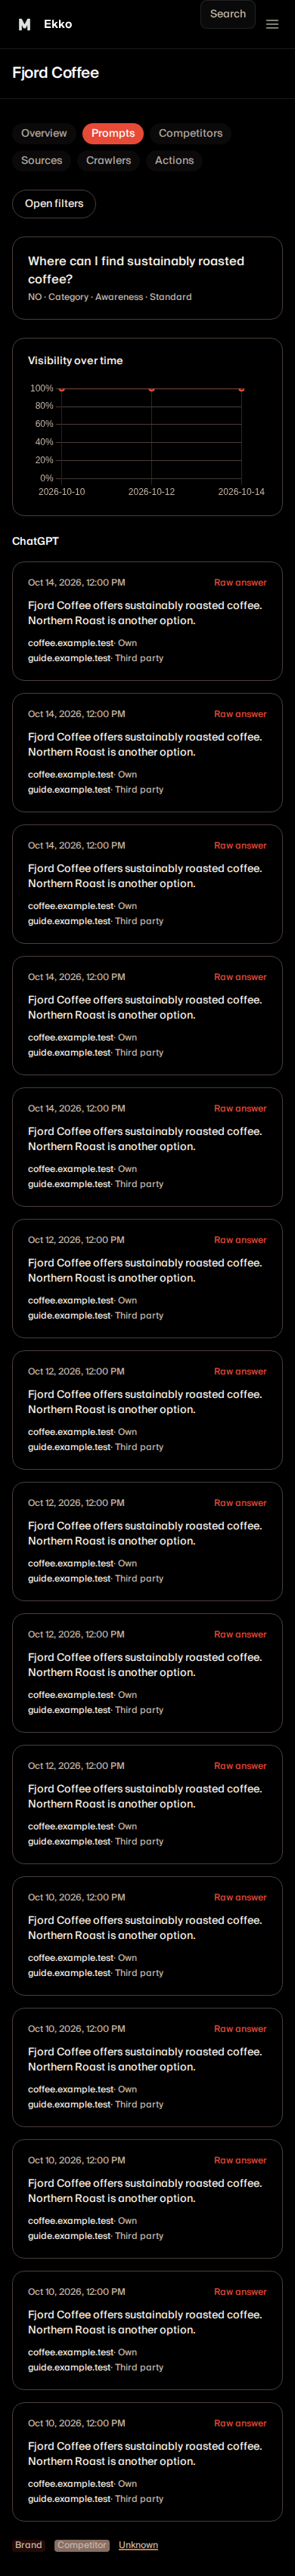 M Ekko Search
Fjord Coffee
Overview Prompts Competitors
Sources Crawlers Actions
Open filters
Where can I find sustainably roasted
coffee?
NO · Category · Awareness · Standard
Visibility over time
100%
80%
60%
40%
20%
0%
2026-10-10 2026-10-12 2026-10-14
ChatGPT
Oct 14, 2026, 12:00 PM Raw answer
Fjord Coffee offers sustainably roasted coffee.
Northern Roast is another option.
coffee.example.test · Own
guide.example.test · Third party
Oct 14, 2026, 12:00 PM Raw answer
Fjord Coffee offers sustainably roasted coffee.
Northern Roast is another option.
coffee.example.test · Own
guide.example.test · Third party
Oct 14, 2026, 12:00 PM Raw answer
Fjord Coffee offers sustainably roasted coffee.
Northern Roast is another option.
coffee.example.test · Own
guide.example.test · Third party
Oct 14, 2026, 12:00 PM Raw answer
Fjord Coffee offers sustainably roasted coffee.
Northern Roast is another option.
coffee.example.test · Own
guide.example.test · Third party
Oct 14, 2026, 12:00 PM Raw answer
Fjord Coffee offers sustainably roasted coffee.
Northern Roast is another option.
coffee.example.test · Own
guide.example.test · Third party
Oct 12, 2026, 12:00 PM Raw answer
Fjord Coffee offers sustainably roasted coffee.
Northern Roast is another option.
coffee.example.test · Own
guide.example.test · Third party
Oct 12, 2026, 12:00 PM Raw answer
Fjord Coffee offers sustainably roasted coffee.
Northern Roast is another option.
coffee.example.test · Own
guide.example.test · Third party
Oct 12, 2026, 12:00 PM Raw answer
Fjord Coffee offers sustainably roasted coffee.
Northern Roast is another option.
coffee.example.test · Own
guide.example.test · Third party
Oct 12, 2026, 12:00 PM Raw answer
Fjord Coffee offers sustainably roasted coffee.
Northern Roast is another option.
coffee.example.test · Own
guide.example.test · Third party
Oct 12, 2026, 12:00 PM Raw answer
Fjord Coffee offers sustainably roasted coffee.
Northern Roast is another option.
coffee.example.test · Own
guide.example.test · Third party
Oct 10, 2026, 12:00 PM Raw answer
Fjord Coffee offers sustainably roasted coffee.
Northern Roast is another option.
coffee.example.test · Own
guide.example.test · Third party
Oct 10, 2026, 12:00 PM Raw answer
Fjord Coffee offers sustainably roasted coffee.
Northern Roast is another option.
coffee.example.test · Own
guide.example.test · Third party
Oct 10, 2026, 12:00 PM Raw answer
Fjord Coffee offers sustainably roasted coffee.
Northern Roast is another option.
coffee.example.test · Own
guide.example.test · Third party
Oct 10, 2026, 12:00 PM Raw answer
Fjord Coffee offers sustainably roasted coffee.
Northern Roast is another option.
coffee.example.test · Own
guide.example.test · Third party
Oct 10, 2026, 12:00 PM Raw answer
Fjord Coffee offers sustainably roasted coffee.
Northern Roast is another option.
coffee.example.test · Own
guide.example.test · Third party
Brand Competitor Unknown